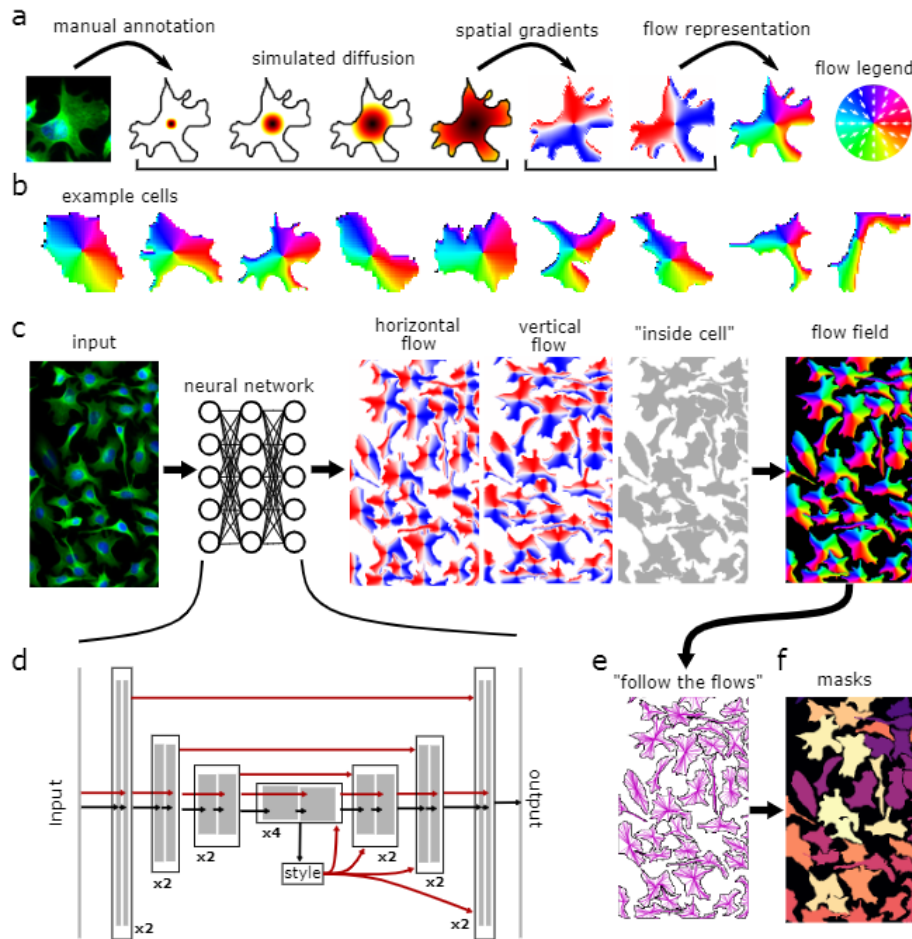 a
manual annotation
simulated diffusion
spatial gradients
flow representation
flow legend
b
example cells
c
input
neural network
horizontal
flow
vertical
flow
"inside cell"
flow field
d
Input
x2
x2
x2
x4
style
x2
x2
x2
output
e
"follow the flows"
f
masks